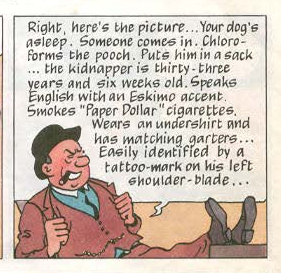 Right, here's the picture... Your dog's
asleep. Someone comes in. Chloro-
forms the pooch. Puts him in a sack
... the kidnapper is thirty-three
years and six weeks old. Speaks
English with an Eskimo accent.
Smokes "Paper Dollar" cigarettes.
Wears an undershirt and
has matching garters...
Easily identified by a
tattoo-mark on his left
shoulder-blade...